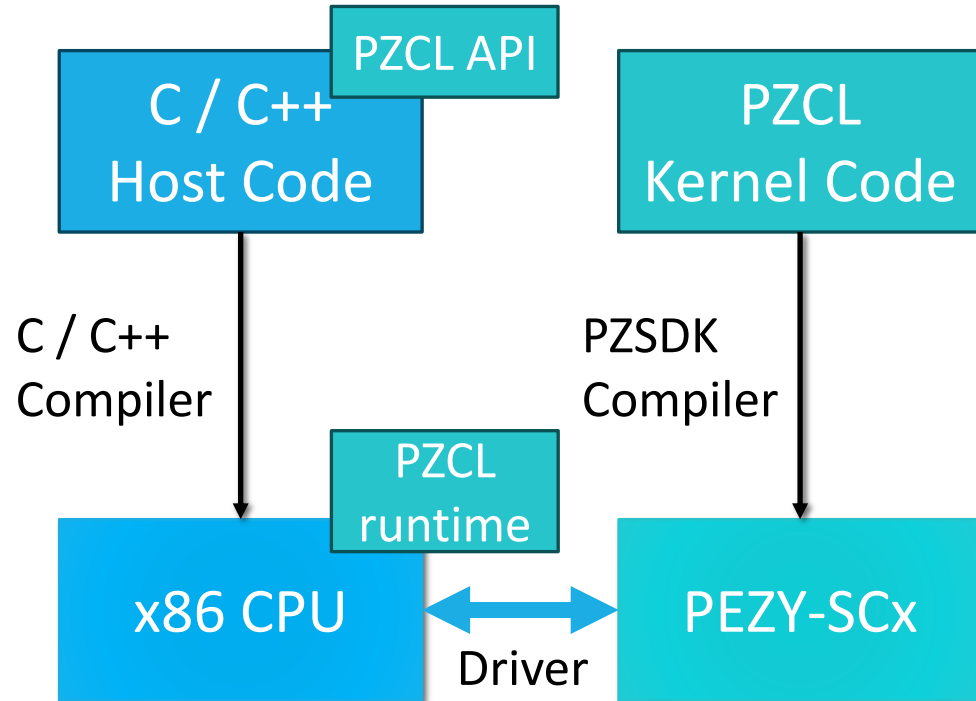 PZCL API
C / C++
Host Code
PZCL
Kernel Code
C / C++
Compiler
PZSDK
Compiler
PZCL
runtime
x86 CPU
PEZY-SCx
Driver